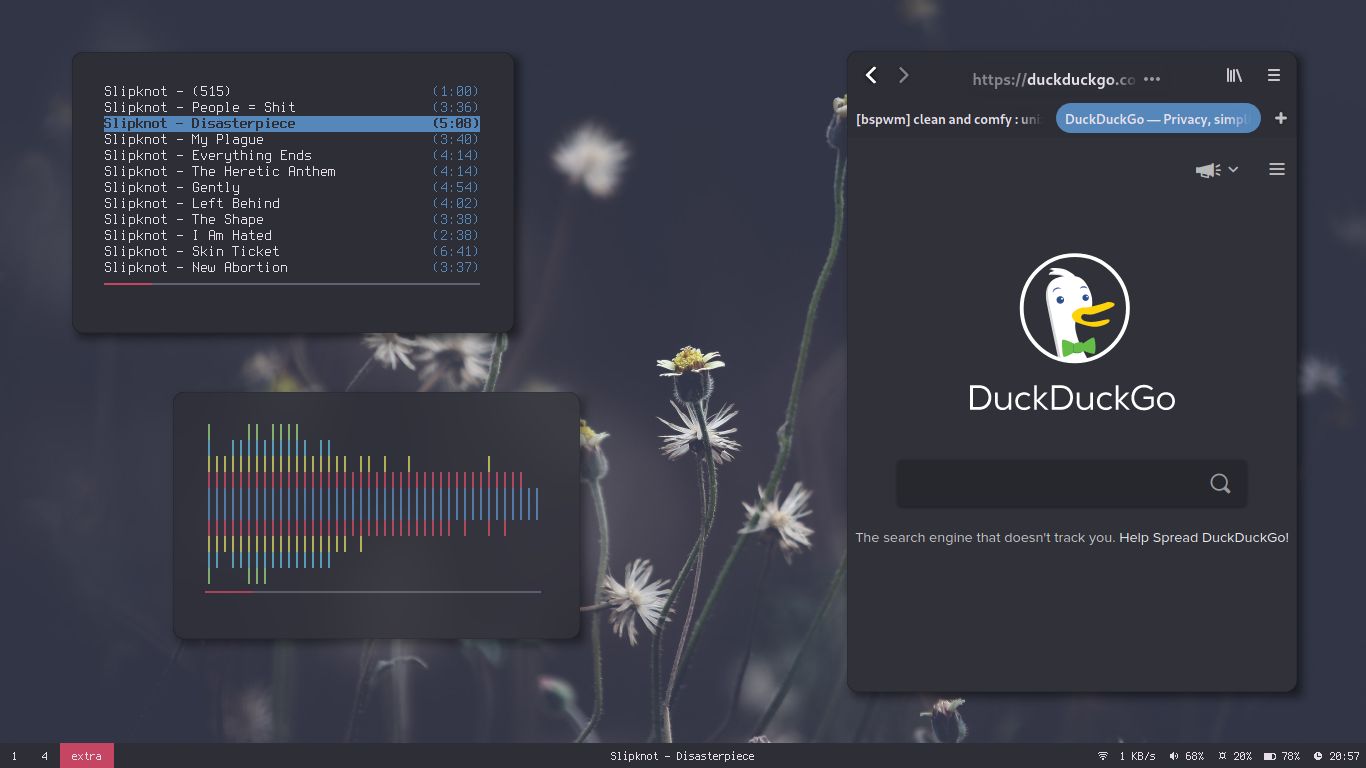 Slipknot - (515) (1:00)
Slipknot - People = Shit (3:36)
Slipknot - Disasterpiece (5:08)
Slipknot - My Plague (3:40)
Slipknot - Everything Ends (4:14)
Slipknot - The Heretic Anthem (4:14)
Slipknot - Gently (4:54)
Slipknot - Left Behind (4:02)
Slipknot - The Shape (3:38)
Slipknot - I Am Hated (2:38)
Slipknot - Skin Ticket (6:41)
Slipknot - New Abortion (3:37)
https://duckduckgo.co
[bspwm] clean and comfy : uni DuckDuckGo — Privacy, simpl
DuckDuckGo
The search engine that doesn't track you. Help Spread DuckDuckGo!
1 4 extra Slipknot - Disasterpiece 1 KB/s 68% 20% 78% 20:57